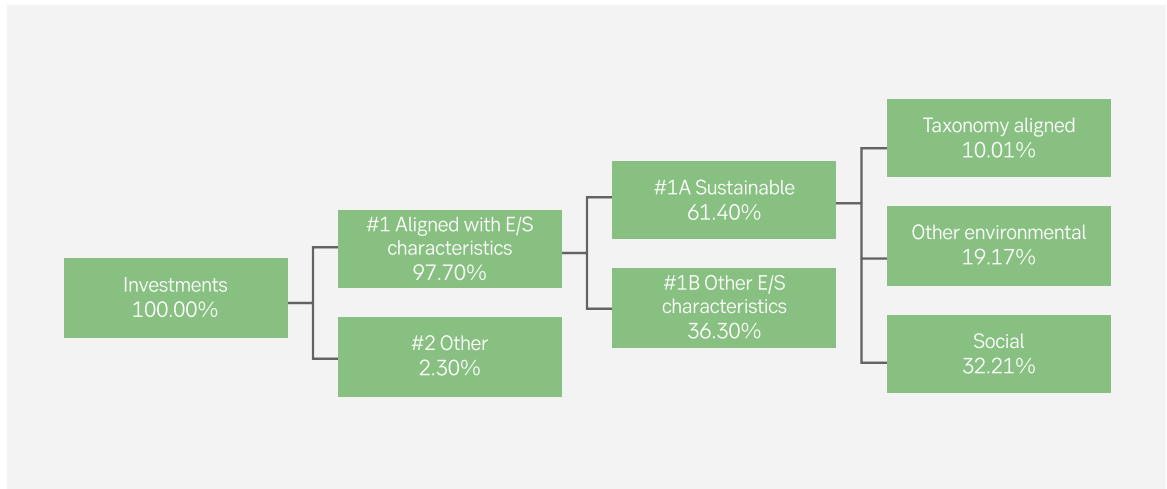 Investments
100.00%
#1 Aligned with E/S
characteristics
97.70%
#2 Other
2.30%
#1A Sustainable
61.40%
#1B Other E/S
characteristics
36.30%
Taxonomy aligned
10.01%
Other environmental
19.17%
Social
32.21%